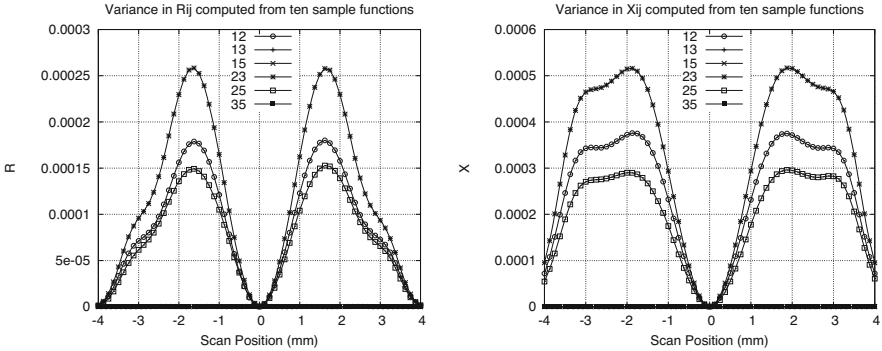 Variance in Rij computed from ten sample functions
0.0003
0.00025
0.0002
0.00015
0.0001
5e-05
0
R
12
13
15
23
25
35
-4 -3 -2 -1 0 1 2 3 4
Scan Position (mm)
Variance in Xij computed from ten sample functions
0.0006
0.0005
0.0004
0.0003
0.0002
0.0001
0
X
12
13
15
23
25
35
-4 -3 -2 -1 0 1 2 3 4
Scan Position (mm)